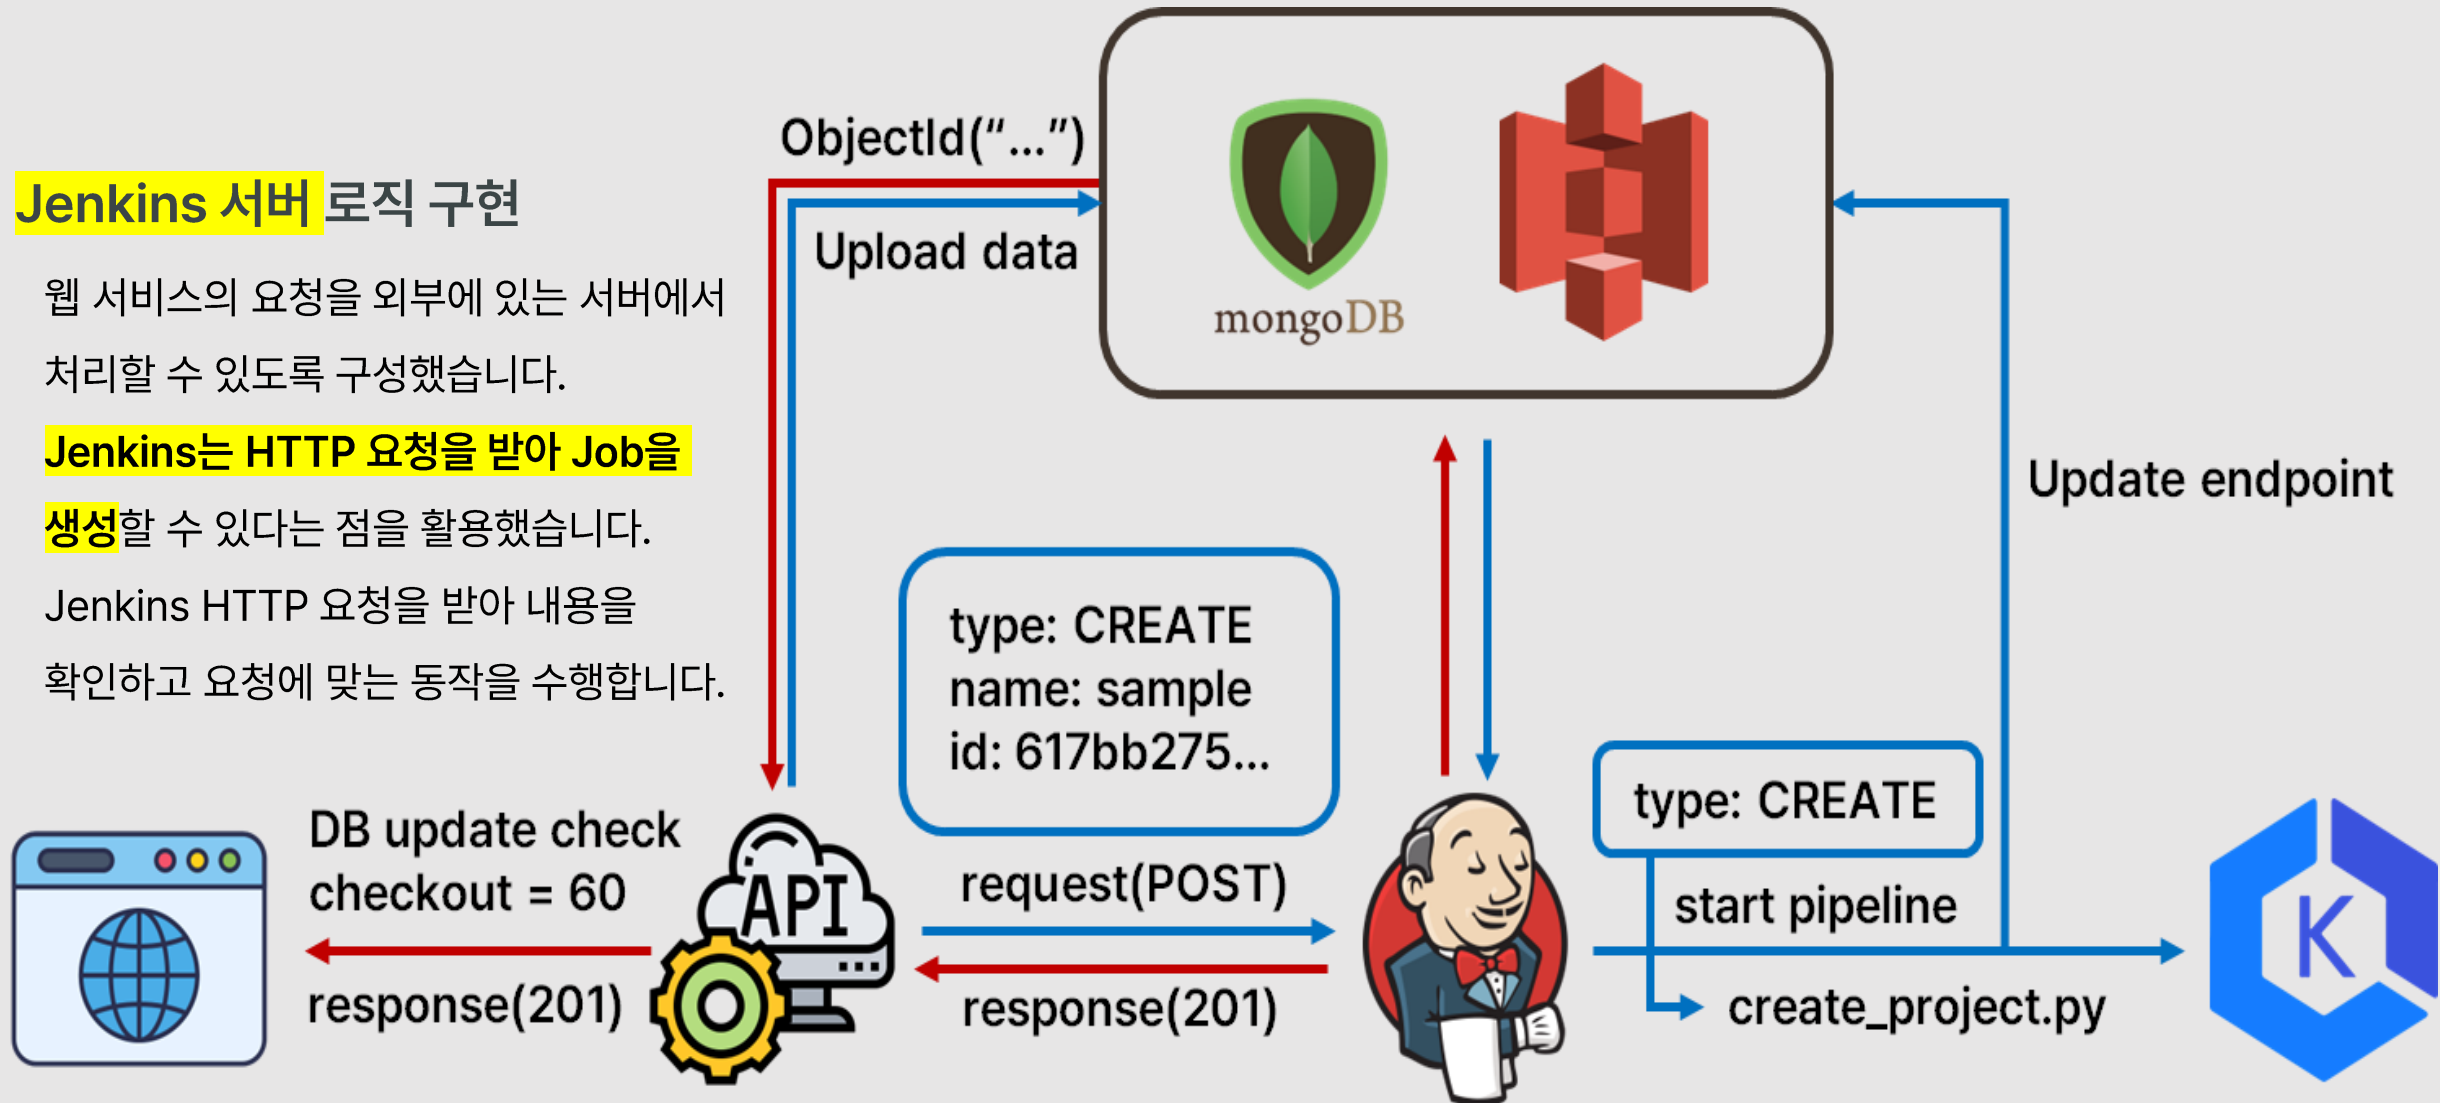 Jenkins 서버 로직 구현
웹 서비스의 요청을 외부에 있는 서버에서
처리할 수 있도록 구성했습니다.
Jenkins는 HTTP 요청을 받아 Job을
생성할 수 있다는 점을 활용했습니다.
Jenkins HTTP 요청을 받아 내용을
확인하고 요청에 맞는 동작을 수행합니다.
ObjectId(“...”)
Upload data
mongoDB
Update endpoint
type: CREATE
name: sample
id: 617bb275...
DB update check
checkout = 60
response(201)
API
request(POST)
response(201)
type: CREATE
start pipeline
create_project.py
K